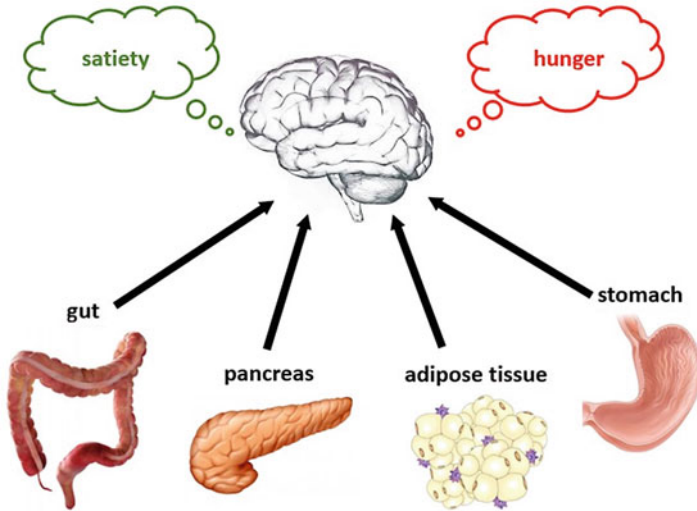 satiety
hunger
gut
stomach
pancreas
adipose tissue